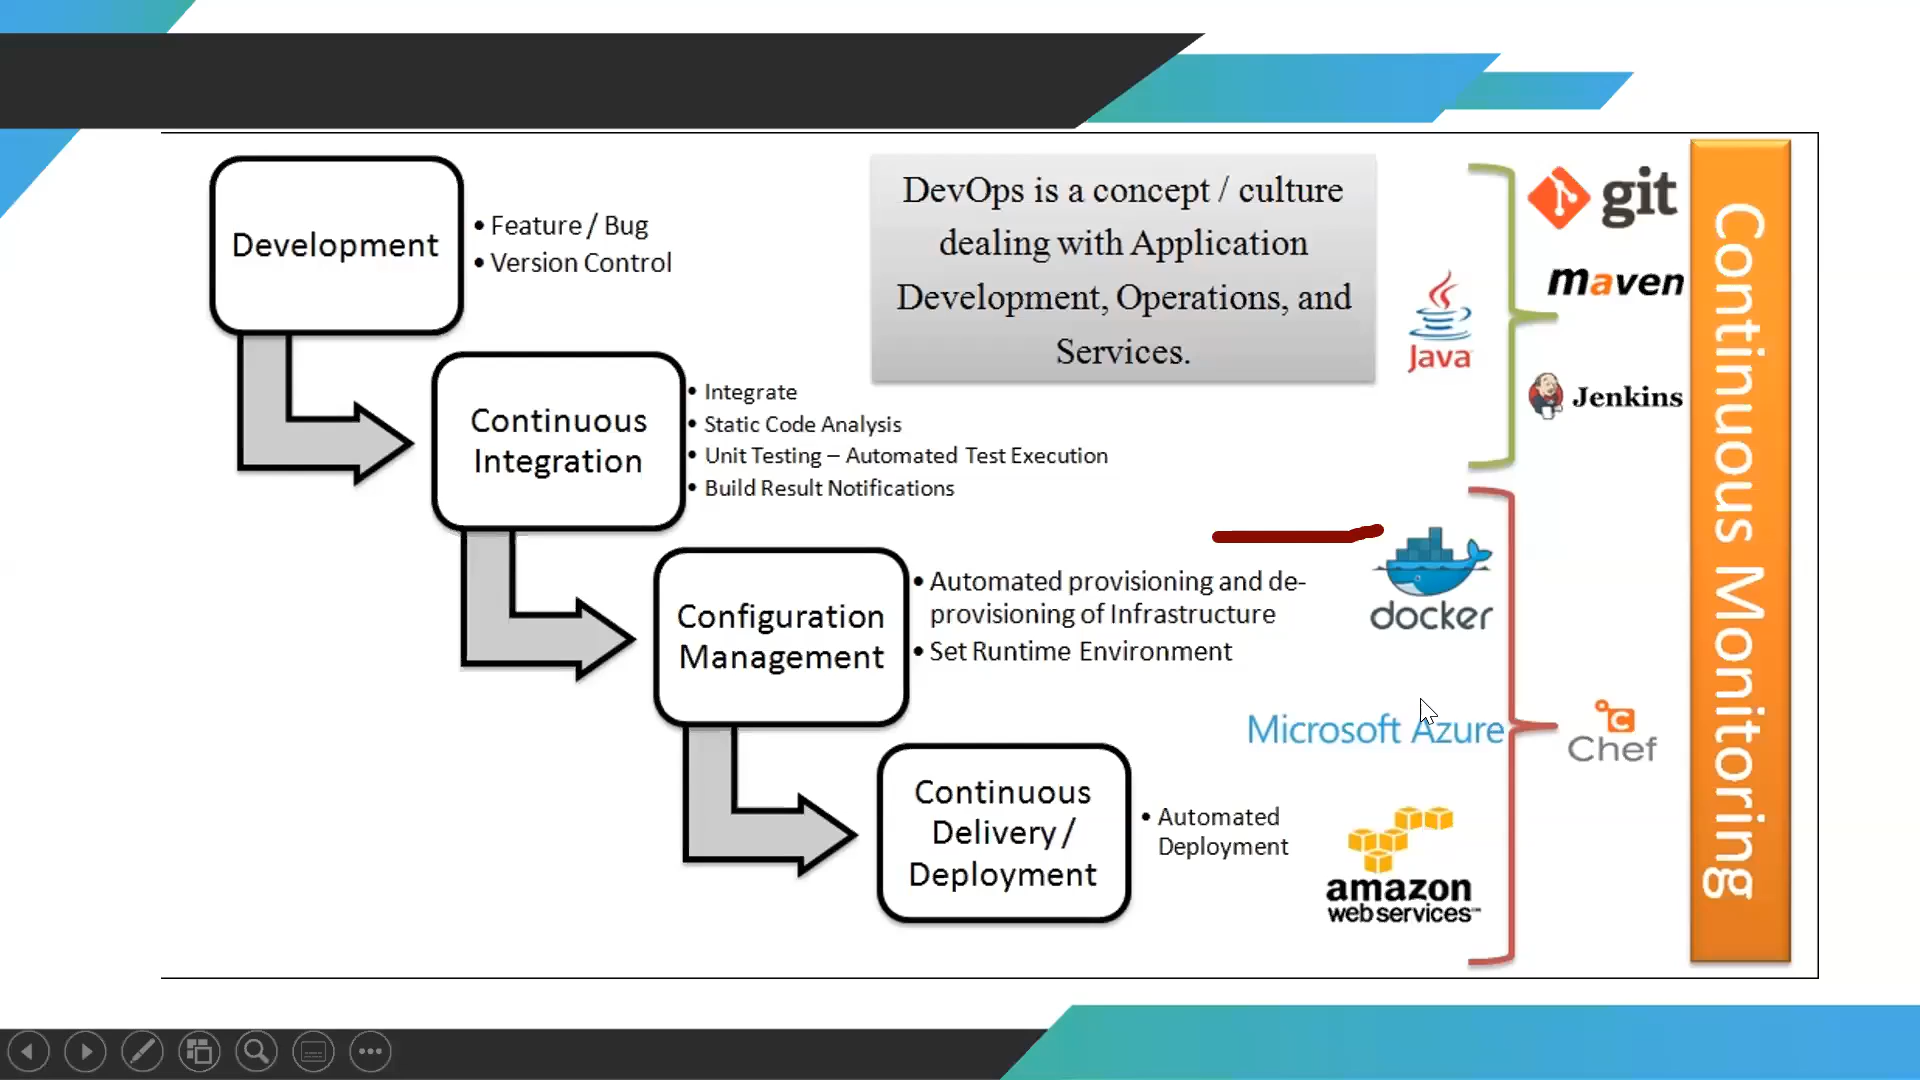 Development
• Feature / Bug
• Version Control
DevOps is a concept / culture
dealing with Application
Development, Operations, and
Services.
Java
git
maven
Jenkins
Continuous
Integration
• Integrate
• Static Code Analysis
• Unit Testing – Automated Test Execution
• Build Result Notifications
Configuration
Management
• Automated provisioning and de-
provisioning of Infrastructure
• Set Runtime Environment
docker
Microsoft Azure
Chef
Continuous
Delivery /
Deployment
• Automated
Deployment
amazon
web services™
Continuous Monitoring